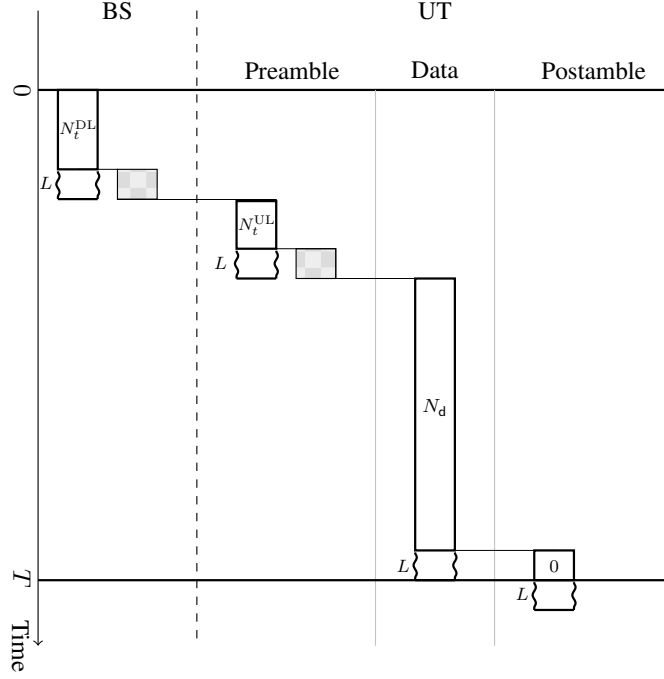 BS
UT
Preamble
Data
Postamble
0
N_t^{DL}
L
N_t^{UL}
L
N_d
L
0
L
T
Time